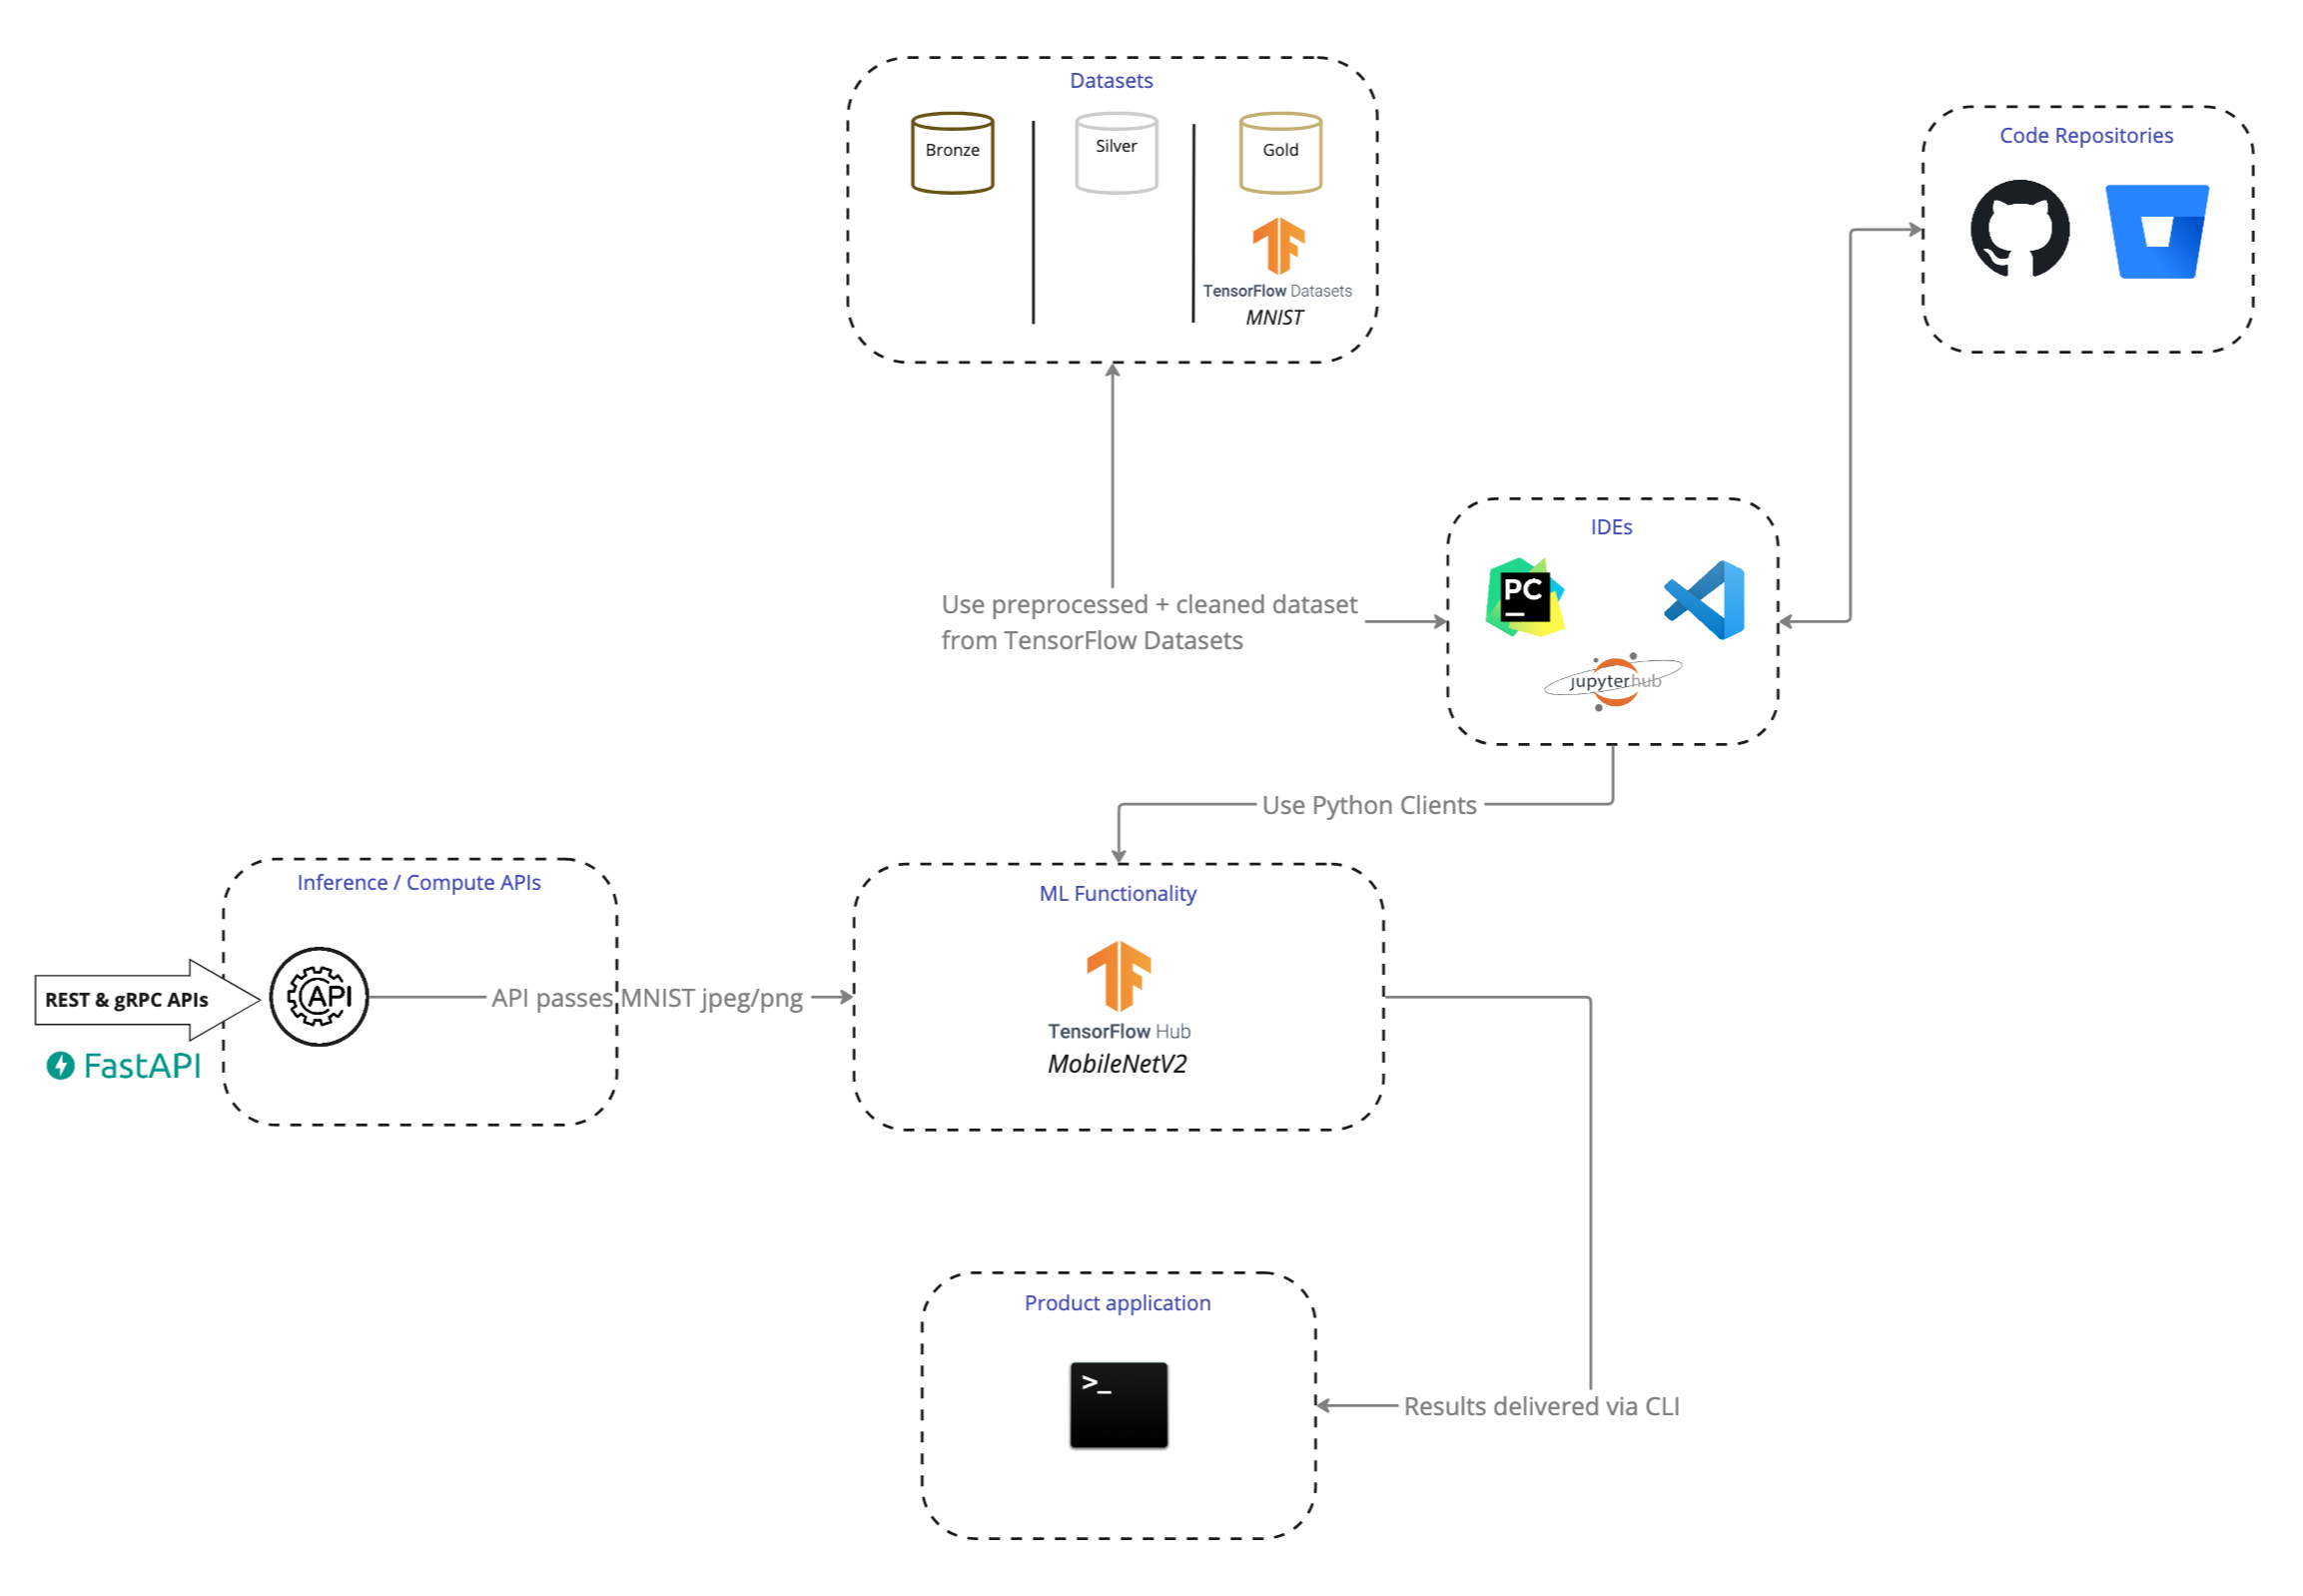 Datasets
Bronze
Silver
Gold
TensorFlow Datasets
MNIST
Code Repositories
Use preprocessed + cleaned dataset
from TensorFlow Datasets
IDEs
PC
jupyterhub
Use Python Clients
Inference / Compute APIs
REST & gRPC APIs
API
FastAPI
API passes MNIST jpeg/png
ML Functionality
TensorFlow Hub
MobileNetV2
Product application
>_
Results delivered via CLI